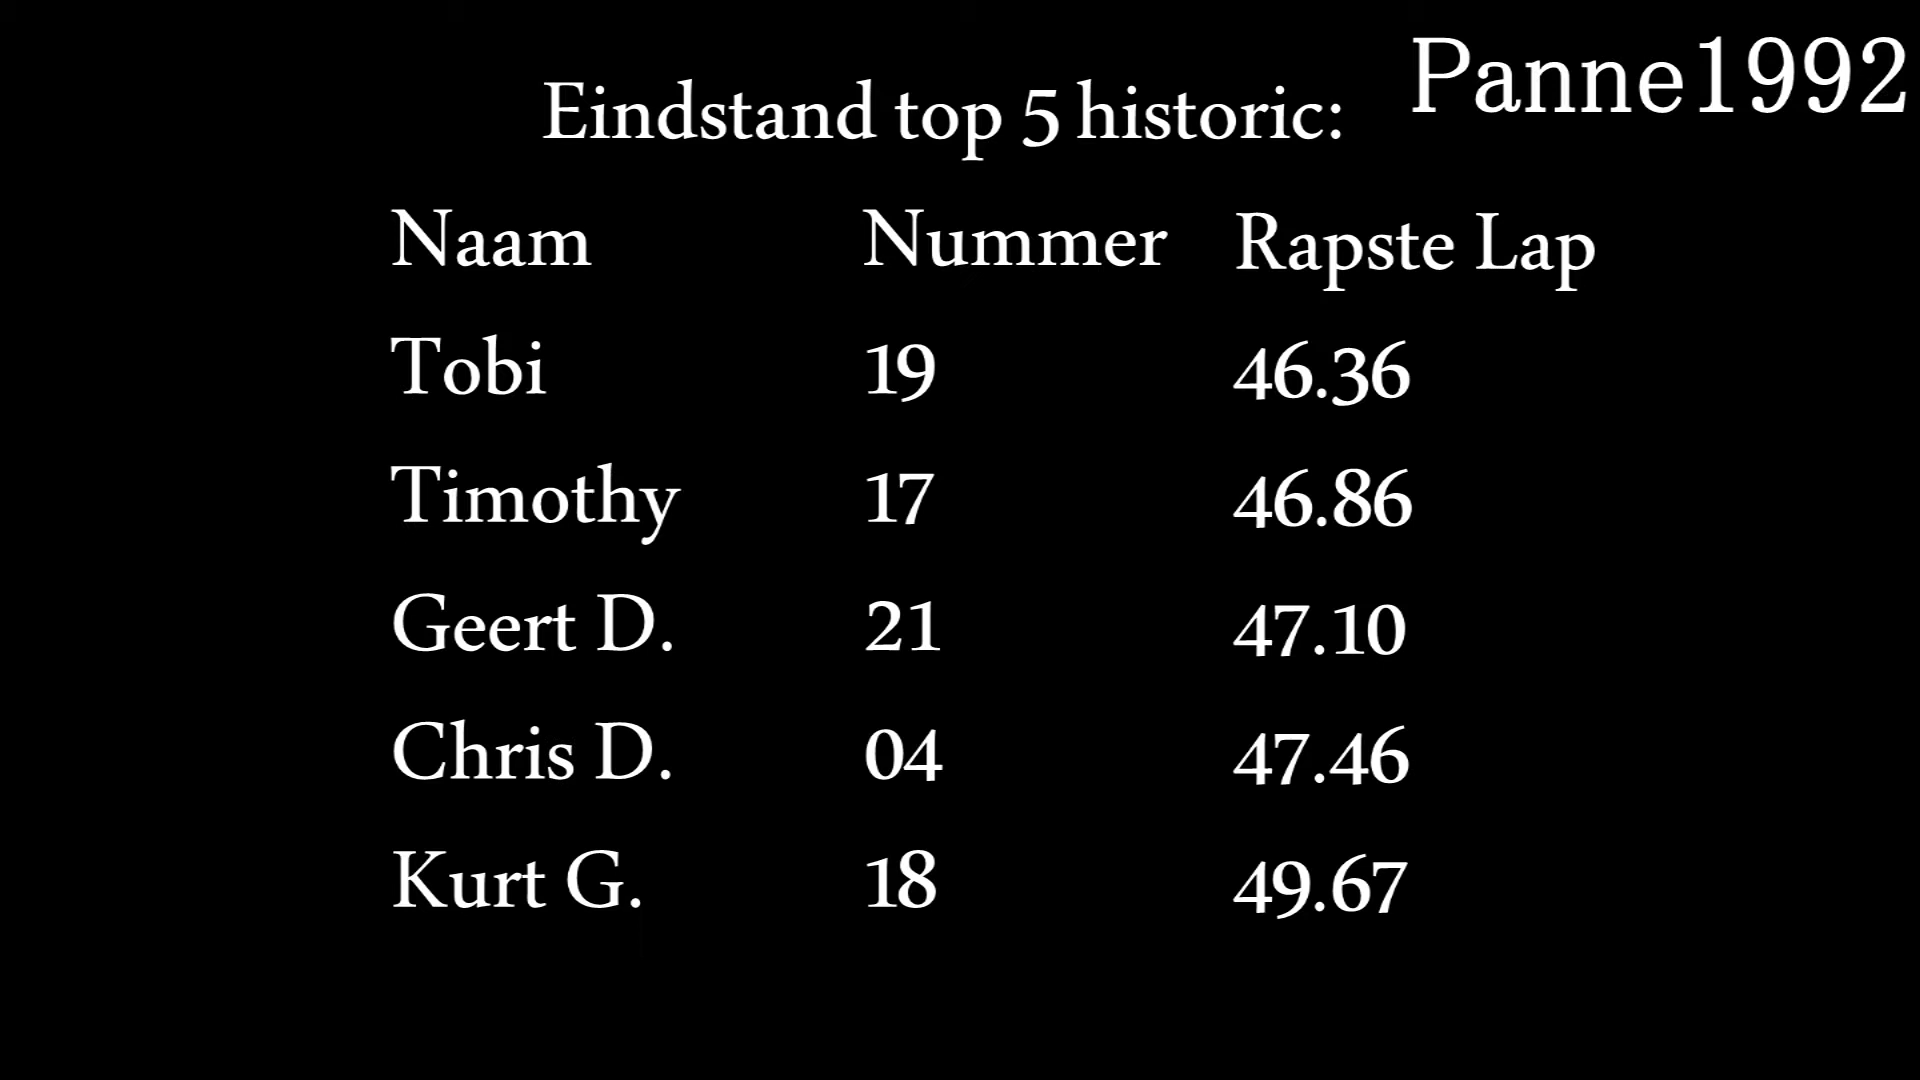 Panne1992
Eindstand top 5 historic:
Naam Nummer Rapste Lap
Tobi 19 46.36
Timothy 17 46.86
Geert D. 21 47.10
Chris D. 04 47.46
Kurt G. 18 49.67